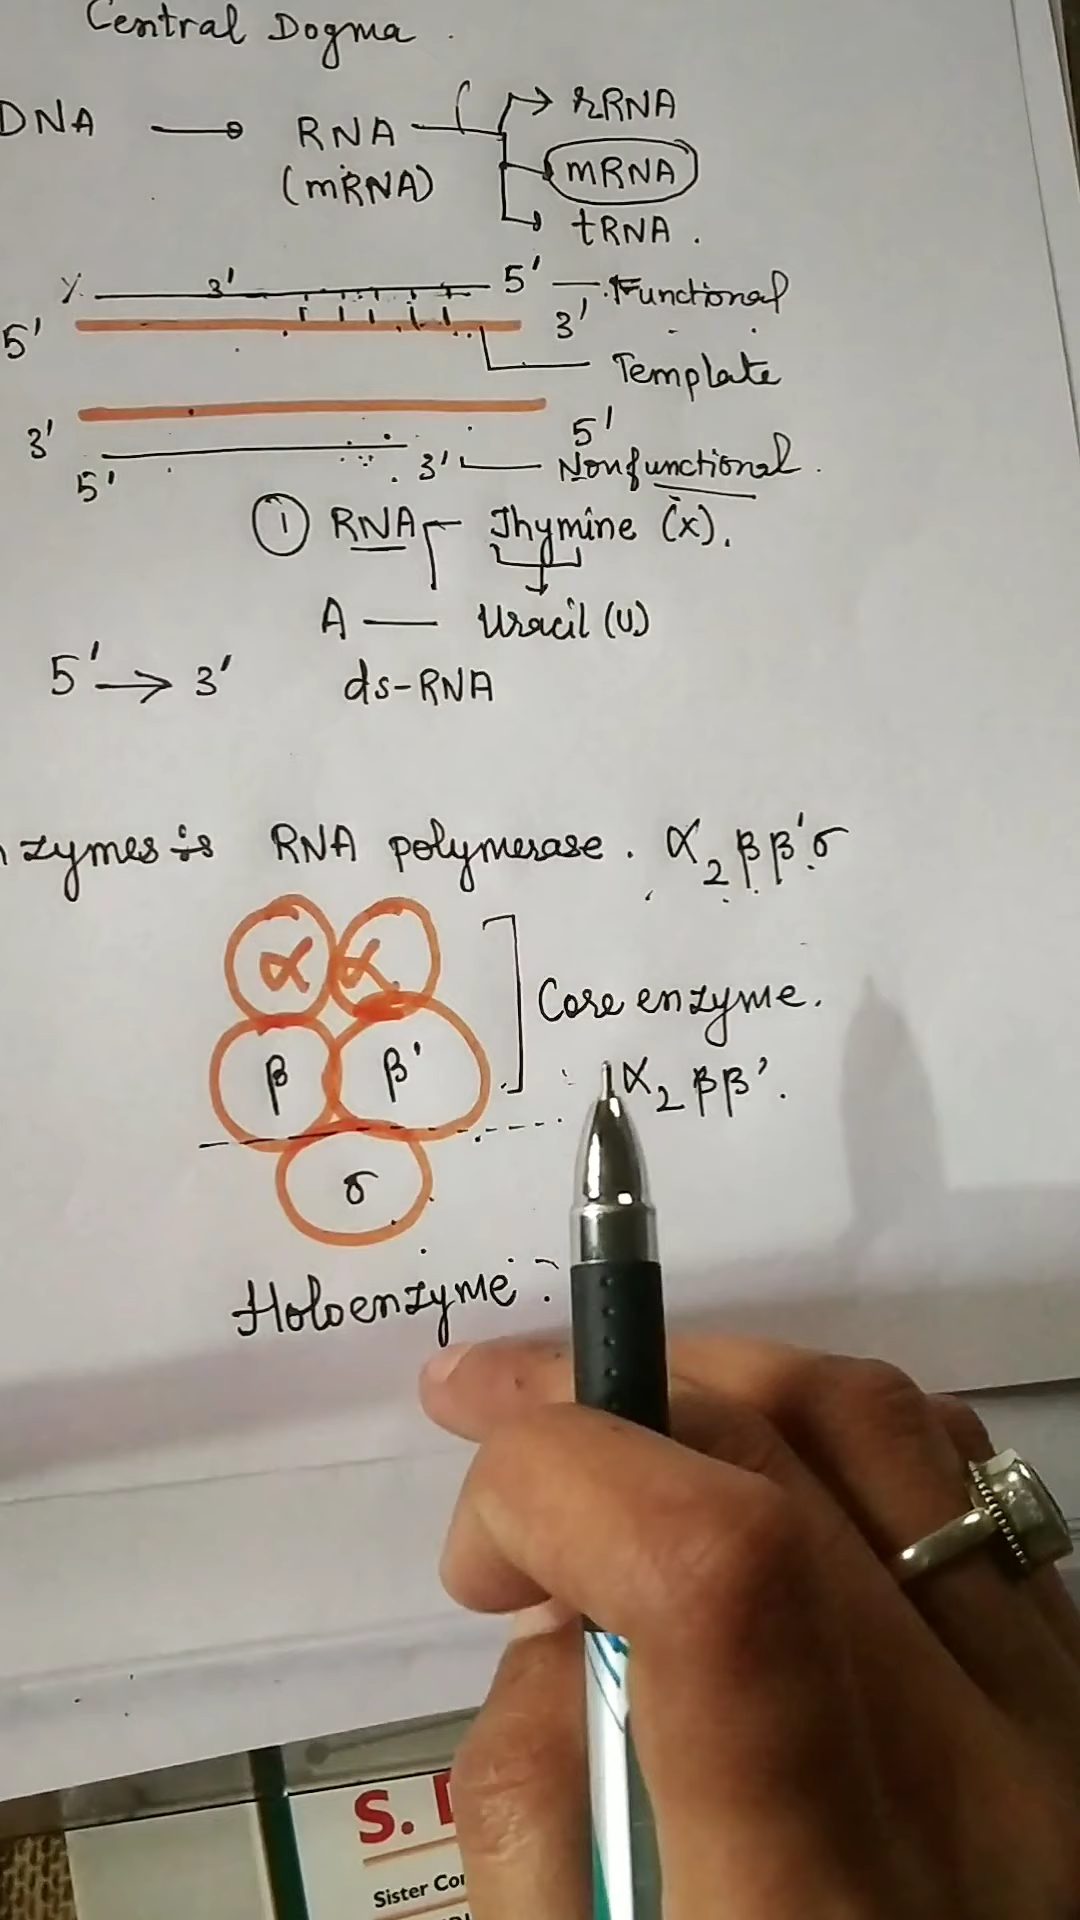 Central Dogma.
DNA → RNA → rRNA
(mRNA) mRNA
tRNA.
3' 5' Functional
5' 3'
Template
3' 5'
5' 3' Nonfunctional.
① RNA Thymine (x).
A — Uracil (U)
5' → 3' ds-RNA
zymes is RNA polymerase. α₂ββ'σ
α α
Core enzyme.
β β' α₂ββ'.
σ
Holoenzyme:
S.
Sister